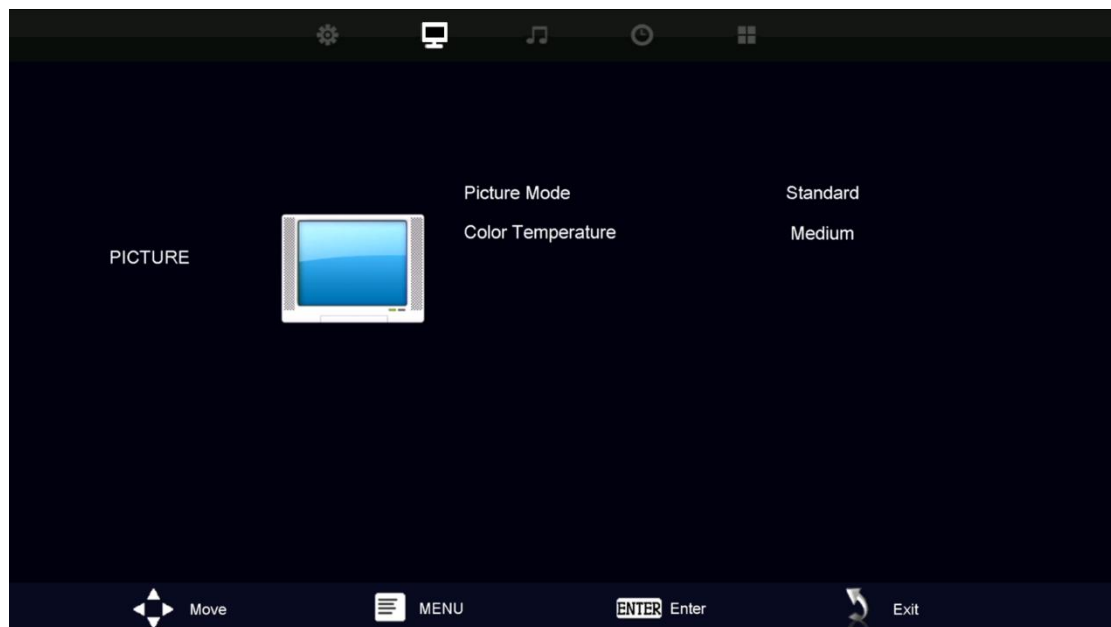 Picture Mode Standard
Color Temperature Medium
PICTURE
Move MENU ENTER Enter Exit